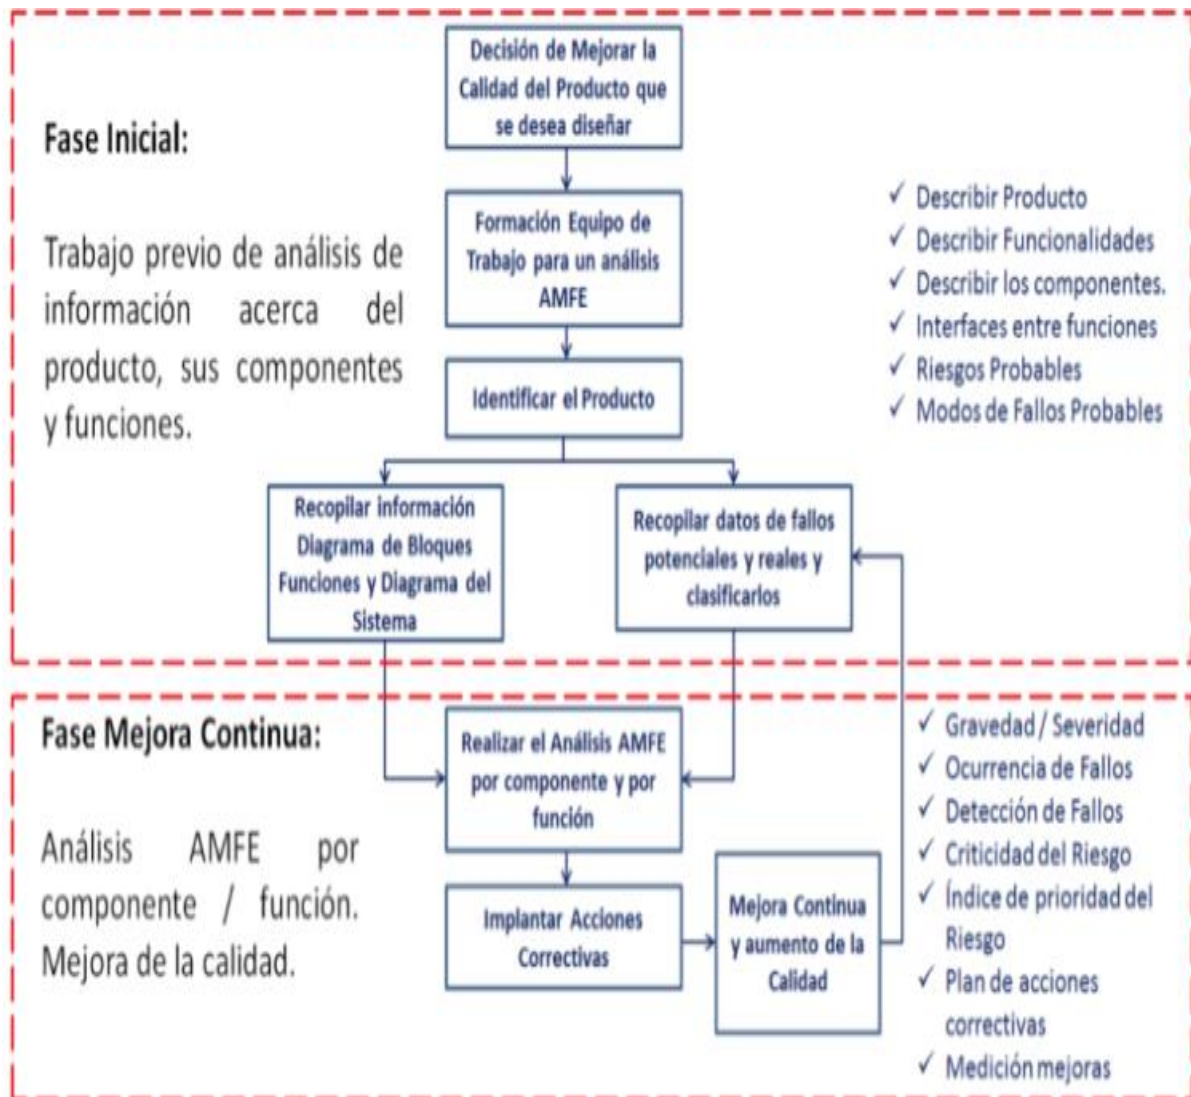 Decisión de Mejorar la
Calidad del Producto que
se desea diseñar
Fase Inicial:
Trabajo previo de análisis de
información acerca del
producto, sus componentes
y funciones.
Formación Equipo de
Trabajo para un análisis
AMFE
Identificar el Producto
✓ Describir Producto
✓ Describir Funcionalidades
✓ Describir los componentes.
✓ Interfaces entre funciones
✓ Riesgos Probables
✓ Modos de Fallos Probables
Recopilar información
Diagrama de Bloques
Funciones y Diagrama del
Sistema
Recopilar datos de fallos
potenciales y reales y
clasificarlos
Fase Mejora Continua:
Análisis AMFE por
componente / función.
Mejora de la calidad.
Realizar el Análisis AMFE
por componente y por
función
Implantar Acciones
Correctivas
Mejora Continua
y aumento de la
Calidad
✓ Gravedad / Severidad
✓ Ocurrencia de Fallos
✓ Detección de Fallos
✓ Criticidad del Riesgo
✓ Índice de prioridad del
Riesgo
✓ Plan de acciones
correctivas
✓ Medición mejoras